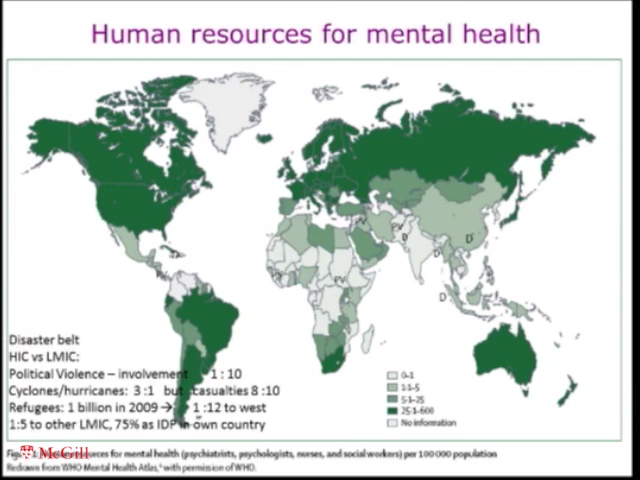 Human resources for mental health
PV
PV
D
D
D
D
PV
Disaster belt
HIC vs LMIC:
Political Violence – involvement 1 : 10
Cyclones/hurricanes: 3 :1 but casualties 8 :10
Refugees: 1 billion in 2009 → 1 :12 to west
1:5 to other LMIC, 75% as IDP in own country
0–1
1·1–5
5·1–25
25·1–600
No information
McGill
resources for mental health (psychiatrists, psychologists, nurses, and social workers) per 100 000 population
Redrawn from WHO Mental Health Atlas, with permission of WHO.